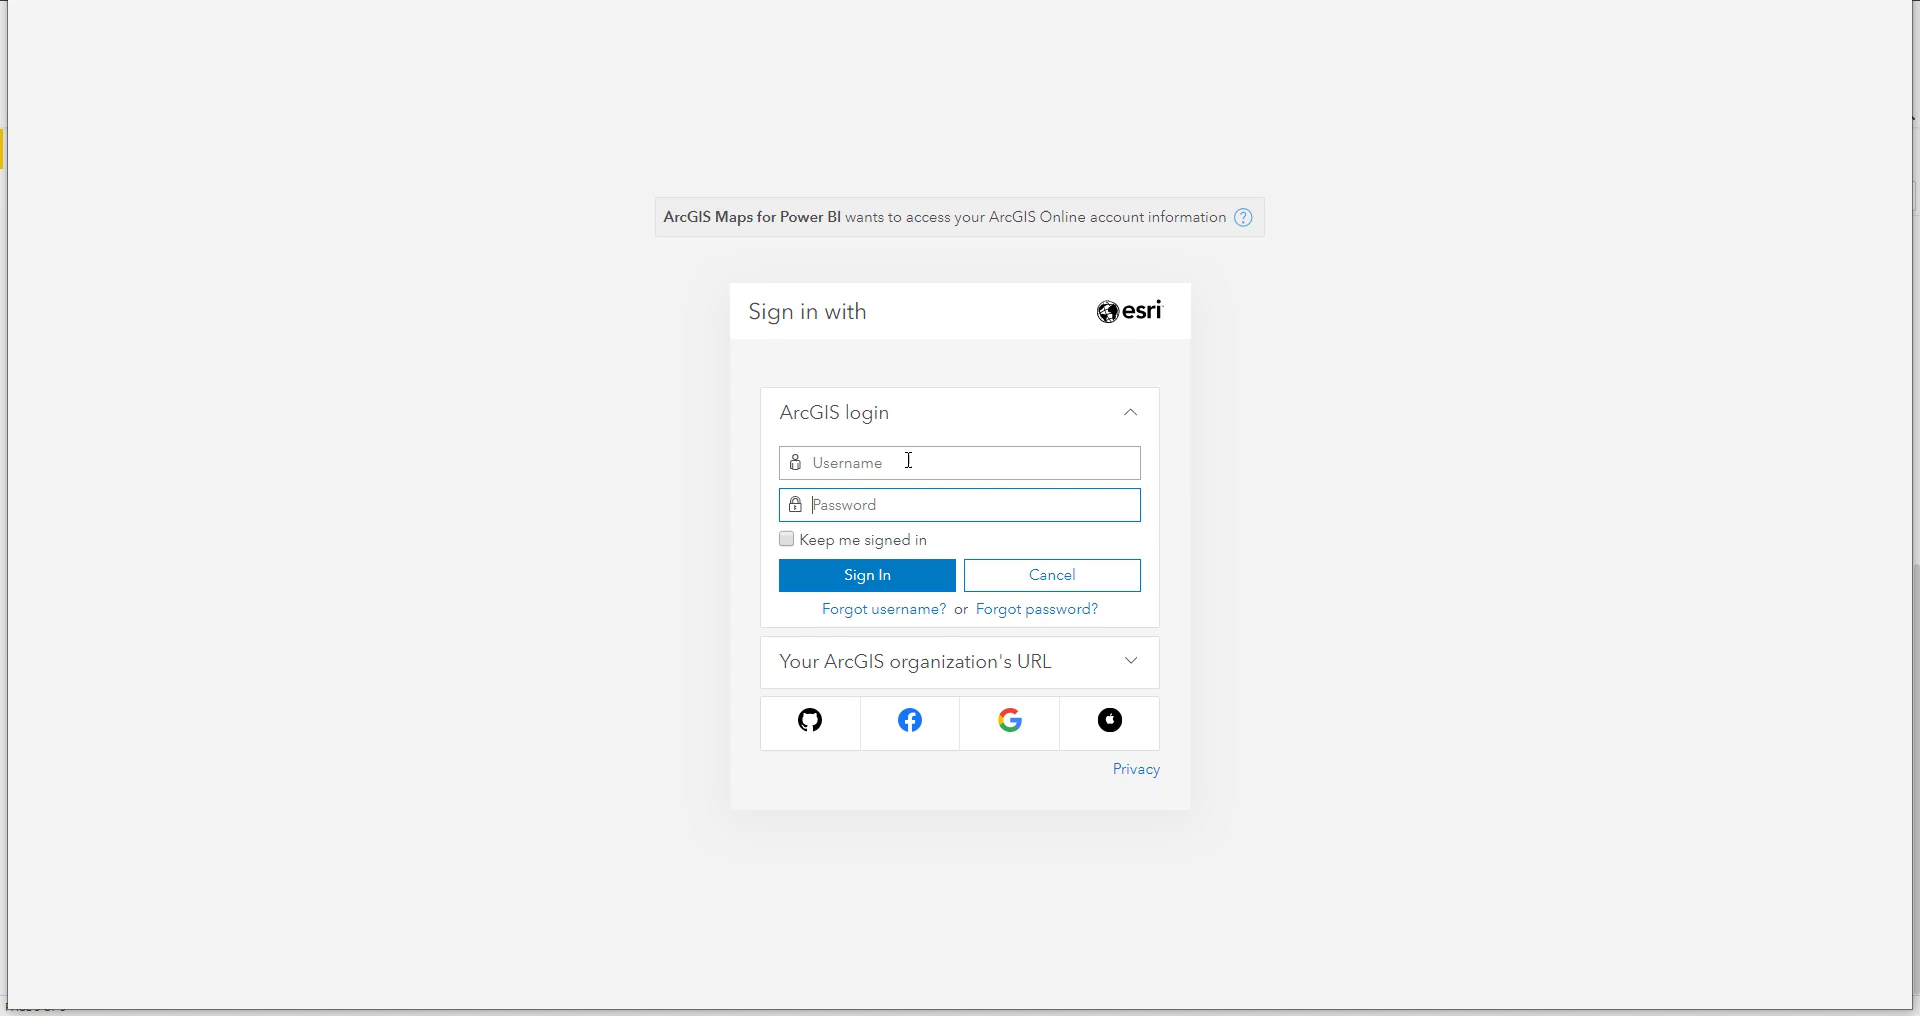 ArcGIS Maps for Power BI wants to access your ArcGIS Online account information ?
Sign in with
esri
ArcGIS login
Username
Password
Keep me signed in
Sign In
Cancel
Forgot username? or Forgot password?
Your ArcGIS organization's URL
Privacy